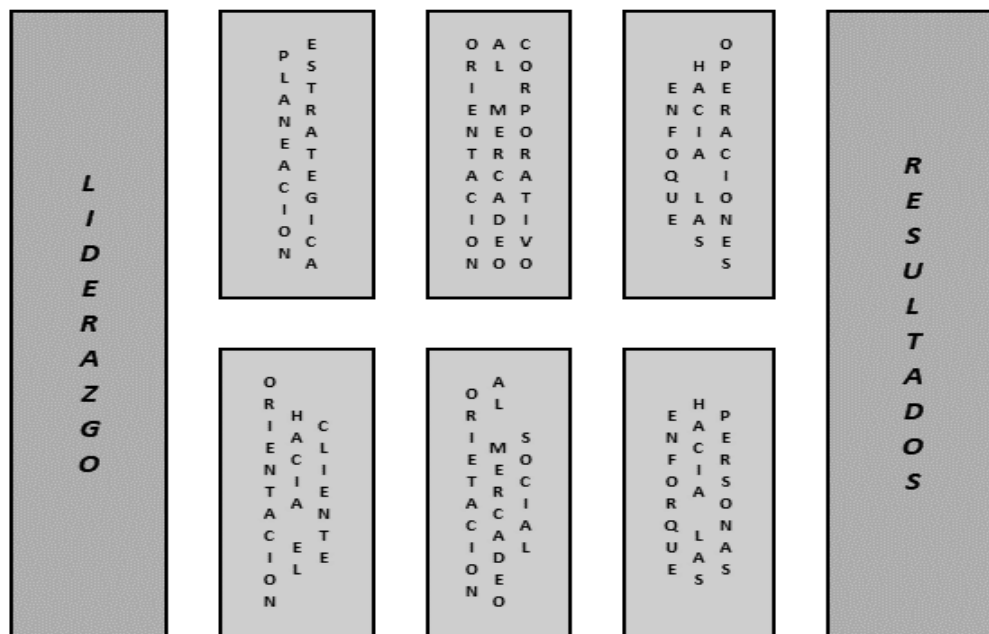 LIDERAZGO
PLANEACION
ESTRATEGICA
ORIENTACION
AL MERCADEO
CORPORATIVO
ENFOQUE
HACIA LAS
OPERACIONES
ORIENTACION
HACIA EL
CLIENTE
ORIETACION
AL MERCADEO
SOCIAL
ENFORQUE
HACIA LAS
PERSONAS
RESULTADOS